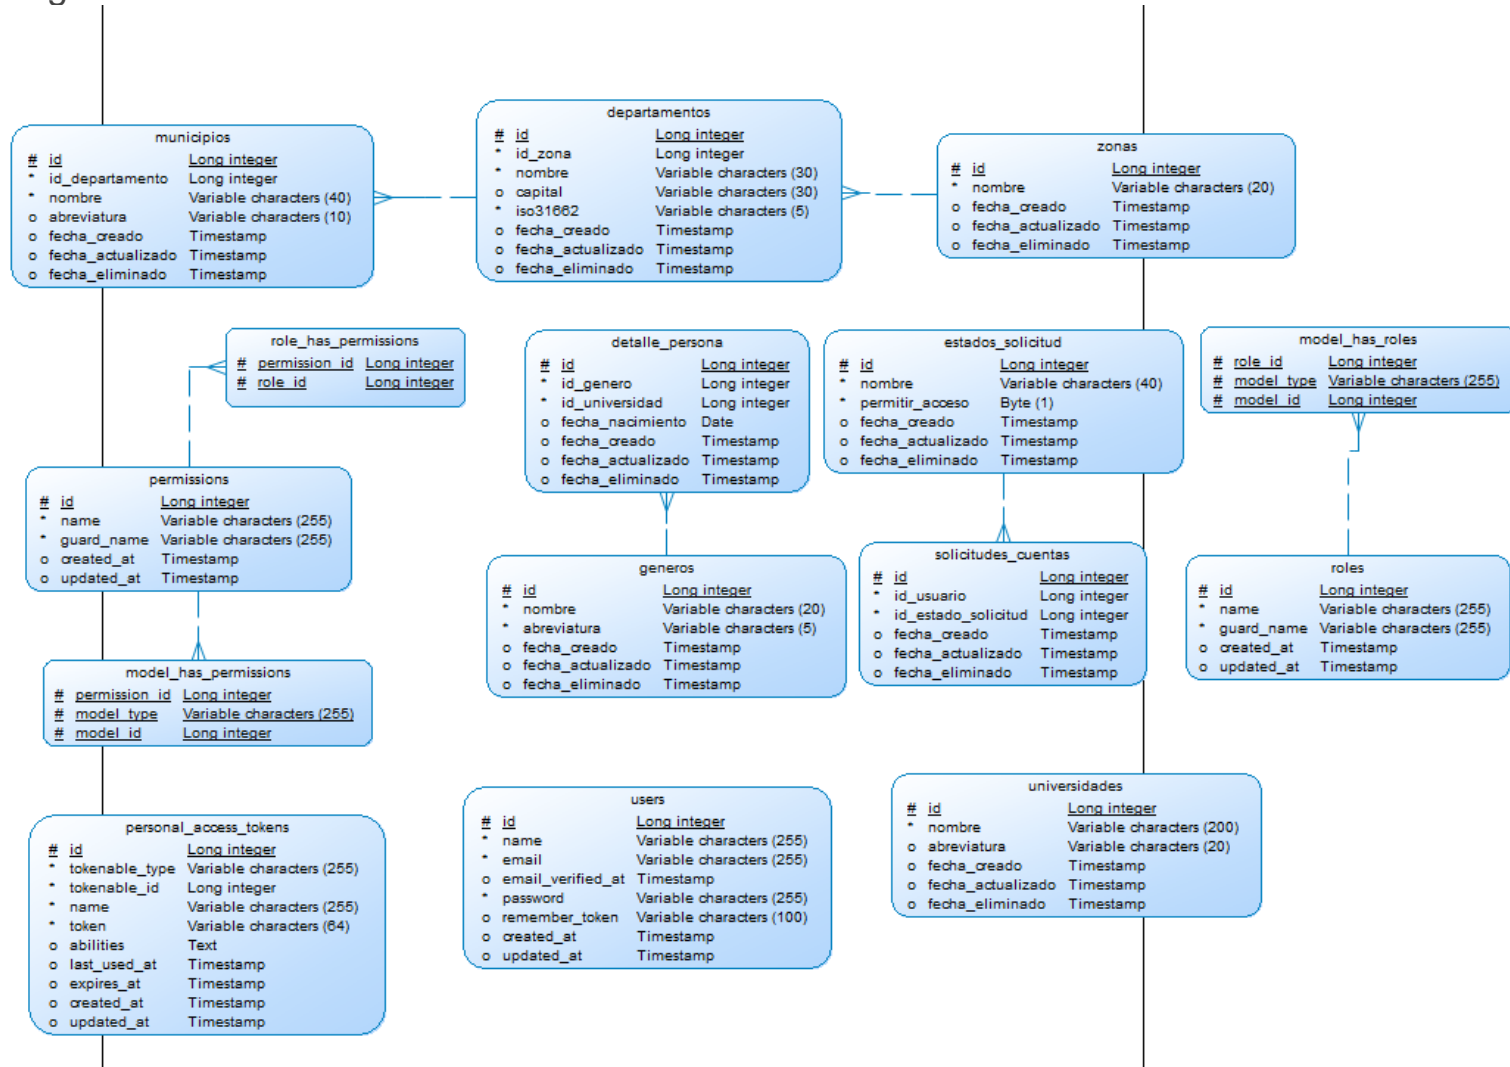 municipios
# id Long integer
* id_departamento Long integer
* nombre Variable characters (40)
o abreviatura Variable characters (10)
o fecha_creado Timestamp
o fecha_actualizado Timestamp
o fecha_eliminado Timestamp
departamentos
# id Long integer
* id_zona Long integer
* nombre Variable characters (30)
o capital Variable characters (30)
* iso31662 Variable characters (5)
o fecha_creado Timestamp
o fecha_actualizado Timestamp
o fecha_eliminado Timestamp
zonas
# id Long integer
* nombre Variable characters (20)
o fecha_creado Timestamp
o fecha_actualizado Timestamp
o fecha_eliminado Timestamp
role_has_permissions
# permission_id Long integer
# role_id Long integer
detalle_persona
# id Long integer
* id_genero Long integer
* id_universidad Long integer
o fecha_nacimiento Date
o fecha_creado Timestamp
o fecha_actualizado Timestamp
o fecha_eliminado Timestamp
estados_solicitud
# id Long integer
* nombre Variable characters (40)
* permitir_acceso Byte (1)
o fecha_creado Timestamp
o fecha_actualizado Timestamp
o fecha_eliminado Timestamp
model_has_roles
# role_id Long integer
# model_type Variable characters (255)
# model_id Long integer
permissions
# id Long integer
* name Variable characters (255)
* guard_name Variable characters (255)
o created_at Timestamp
o updated_at Timestamp
generos
# id Long integer
* nombre Variable characters (20)
* abreviatura Variable characters (5)
o fecha_creado Timestamp
o fecha_actualizado Timestamp
o fecha_eliminado Timestamp
solicitudes_cuentas
# id Long integer
* id_usuario Long integer
* id_estado_solicitud Long integer
o fecha_creado Timestamp
o fecha_actualizado Timestamp
o fecha_eliminado Timestamp
roles
# id Long integer
* name Variable characters (255)
* guard_name Variable characters (255)
o created_at Timestamp
o updated_at Timestamp
model_has_permissions
# permission_id Long integer
# model_type Variable characters (255)
# model_id Long integer
personal_access_tokens
# id Long integer
* tokenable_type Variable characters (255)
* tokenable_id Long integer
* name Variable characters (255)
* token Variable characters (64)
o abilities Text
o last_used_at Timestamp
o expires_at Timestamp
o created_at Timestamp
o updated_at Timestamp
users
# id Long integer
* name Variable characters (255)
* email Variable characters (255)
o email_verified_at Timestamp
* password Variable characters (255)
o remember_token Variable characters (100)
o created_at Timestamp
o updated_at Timestamp
universidades
# id Long integer
* nombre Variable characters (200)
o abreviatura Variable characters (20)
o fecha_creado Timestamp
o fecha_actualizado Timestamp
o fecha_eliminado Timestamp